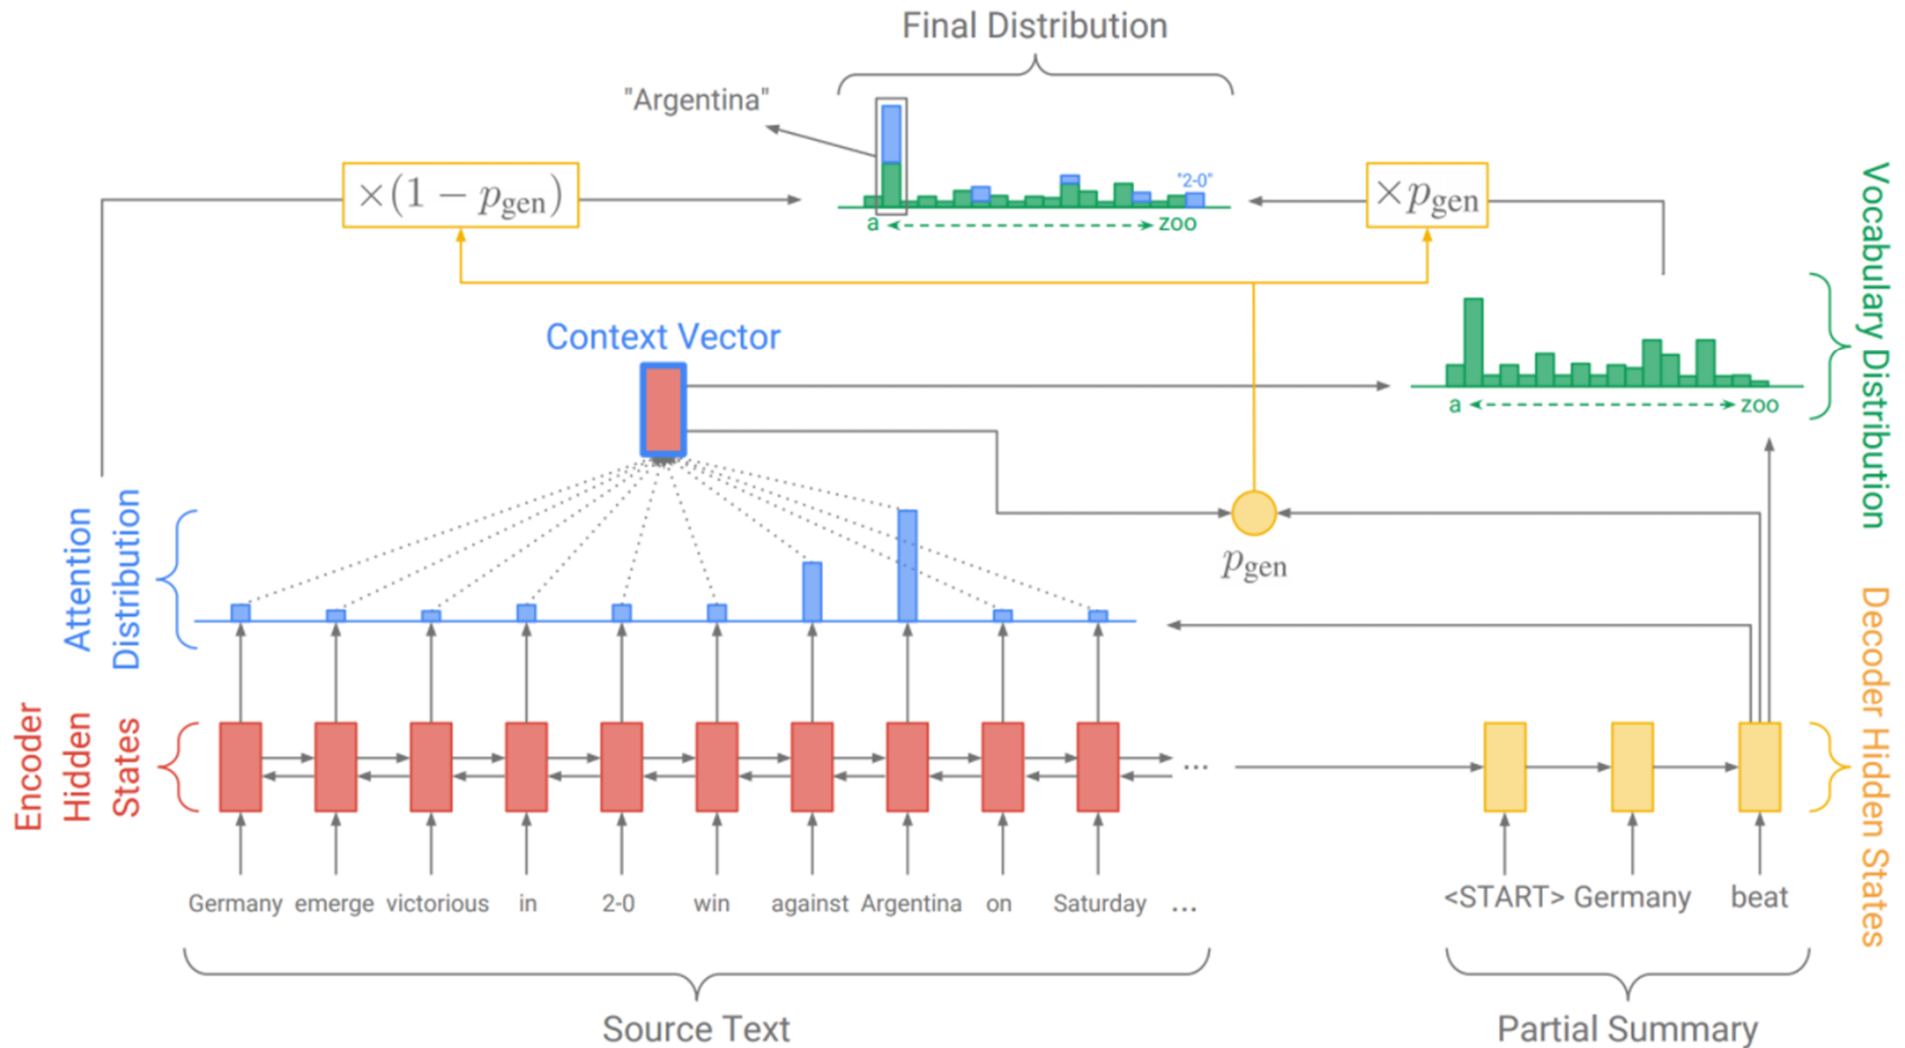 Final Distribution
"Argentina"
×(1 − pgen)
"2-0"
×pgen
a zoo
Context Vector
a zoo
Vocabulary Distribution
Attention
Distribution
pgen
Encoder
Hidden
States
...
Decoder Hidden States
Germany emerge victorious in 2-0 win against Argentina on Saturday ...
<START> Germany beat
Source Text
Partial Summary